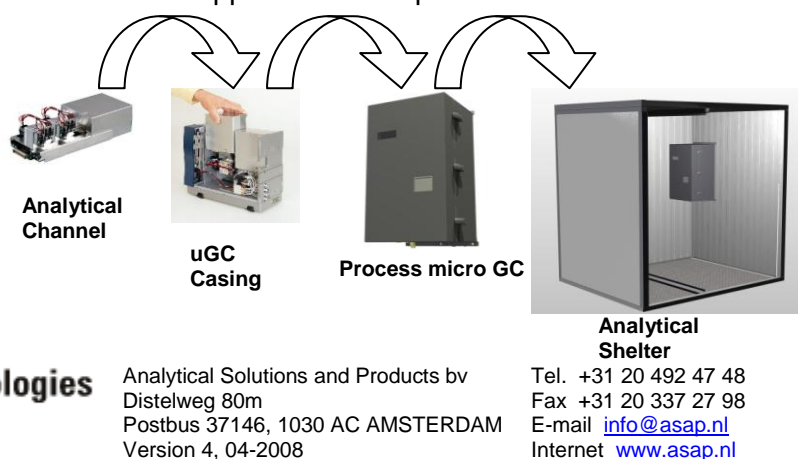 Analytical
Channel
uGC
Casing
Process micro GC
Analytical
Shelter
Analytical Solutions and Products bv
Distelweg 80m
Postbus 37146, 1030 AC AMSTERDAM
Version 4, 04-2008
Tel. +31 20 492 47 48
Fax +31 20 337 27 98
E-mail info@asap.nl
Internet www.asap.nl